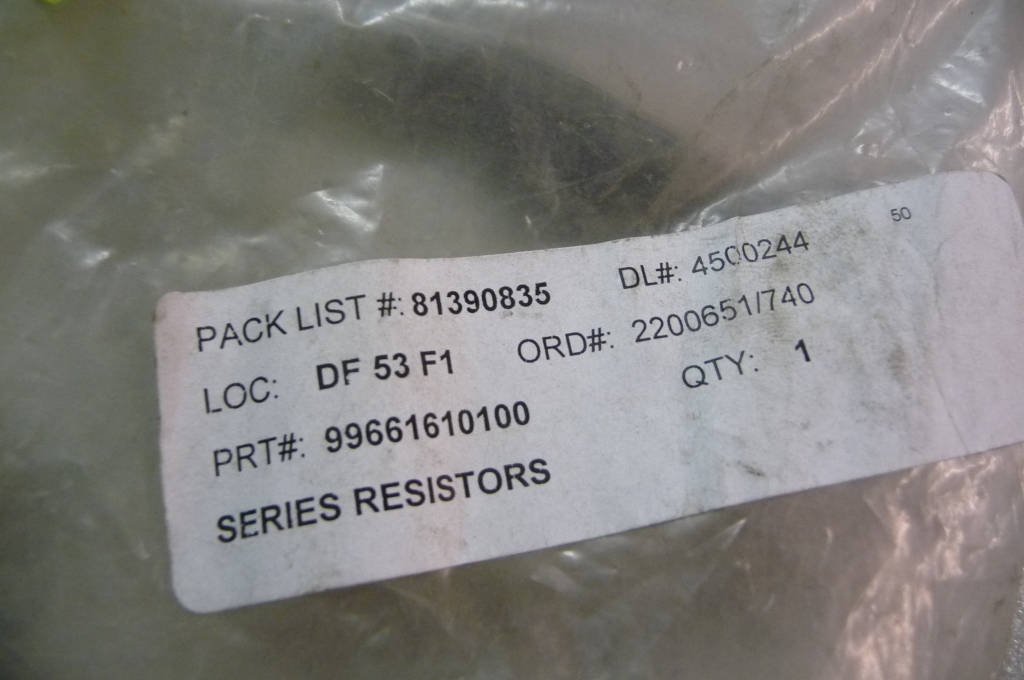 50
PACK LIST #: 81390835 DL#: 4500244
LOC: DF 53 F1 ORD#: 2200651/740
PRT#: 99661610100 QTY: 1
SERIES RESISTORS